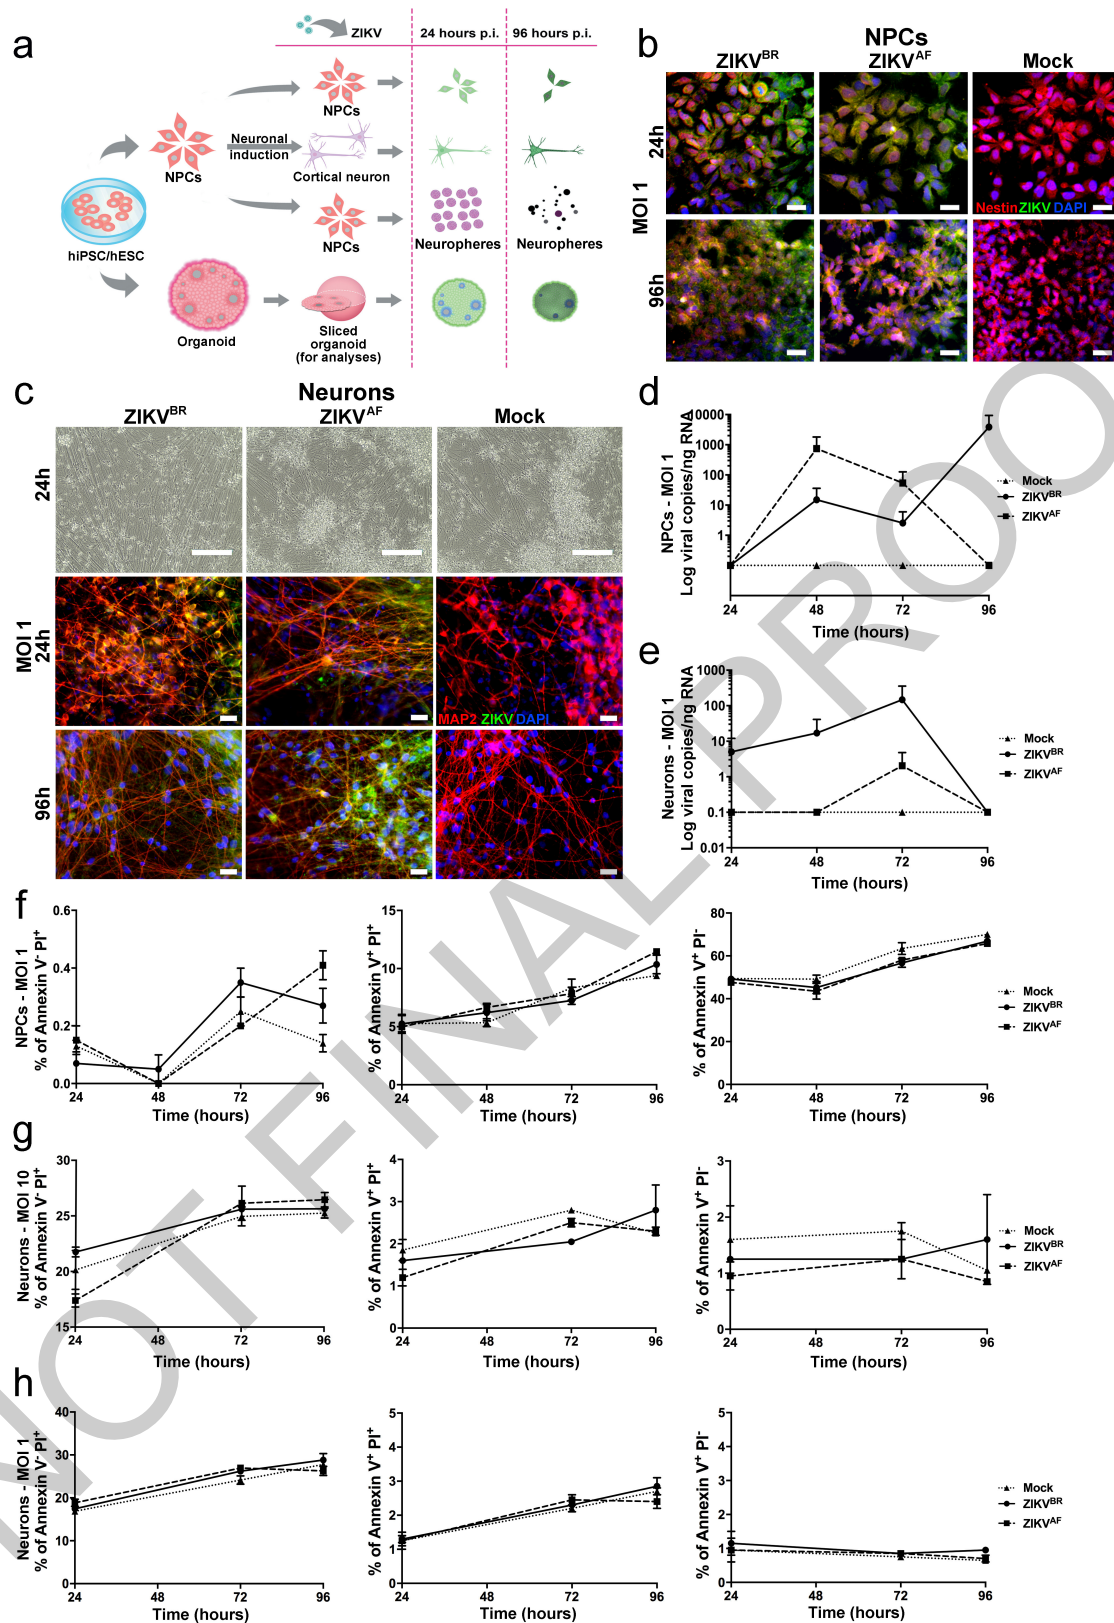 a
ZIKV
24 hours p.i.
96 hours p.i.
NPCs
NPCs
Neuronal
induction
Cortical neuron
hiPSC/hESC
NPCs
Neuropheres
Neuropheres
Organoid
Sliced
organoid
(for analyses)
b
NPCs
ZIKVBR
ZIKVAF
Mock
MOI 1
24h
96h
Nestin ZIKV DAPI
c
Neurons
ZIKVBR
ZIKVAF
Mock
24h
MOI 1
24h
96h
MAP2 ZIKV DAPI
d
NPCs - MOI 1
Log viral copies/ng RNA
10000
1000
100
10
1
24
48
72
96
Time (hours)
Mock
ZIKVBR
ZIKVAF
e
Neurons - MOI 1
Log viral copies/ng RNA
1000
100
10
1
0.1
0.01
24
48
72
96
Time (hours)
Mock
ZIKVBR
ZIKVAF
f
NPCs - MOI 1
% of Annexin V- PI+
0.6
0.4
0.2
0.0
24
48
72
96
Time (hours)
% of Annexin V+ PI+
15
10
5
0
24
48
72
96
Time (hours)
% of Annexin V+ PI-
80
60
40
20
0
24
48
72
96
Time (hours)
Mock
ZIKVBR
ZIKVAF
g
Neurons - MOI 10
% of Annexin V- PI+
30
25
20
15
24
48
72
96
Time (hours)
% of Annexin V+ PI+
4
3
2
1
0
24
48
72
96
Time (hours)
% of Annexin V+ PI-
3
2
1
0
24
48
72
96
Time (hours)
Mock
ZIKVBR
ZIKVAF
h
Neurons - MOI 1
% of Annexin V- PI+
40
30
20
10
0
24
48
72
96
Time (hours)
% of Annexin V+ PI+
5
4
3
2
1
0
24
48
72
96
Time (hours)
% of Annexin V+ PI-
5
4
3
2
1
0
24
48
72
96
Time (hours)
Mock
ZIKVBR
ZIKVAF
NOT FINAL PROO